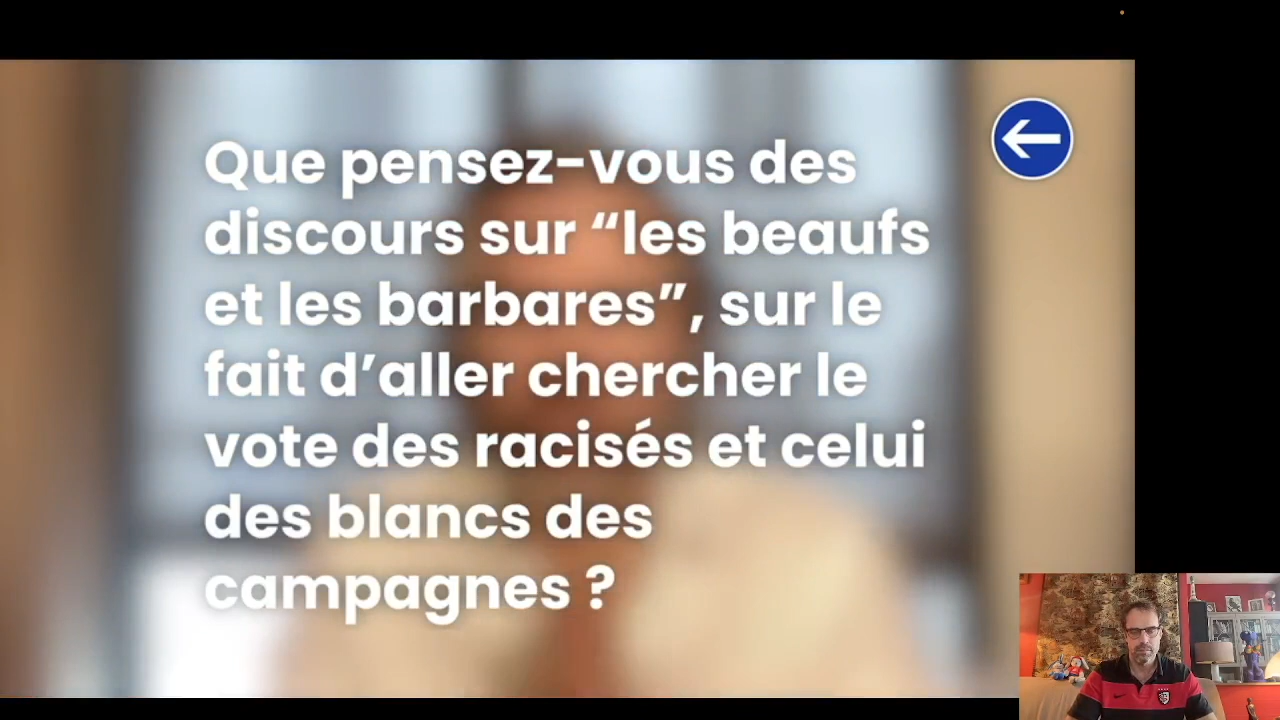 Que pensez-vous des
discours sur “les beaufs
et les barbares”, sur le
fait d’aller chercher le
vote des racisés et celui
des blancs des
campagnes ?